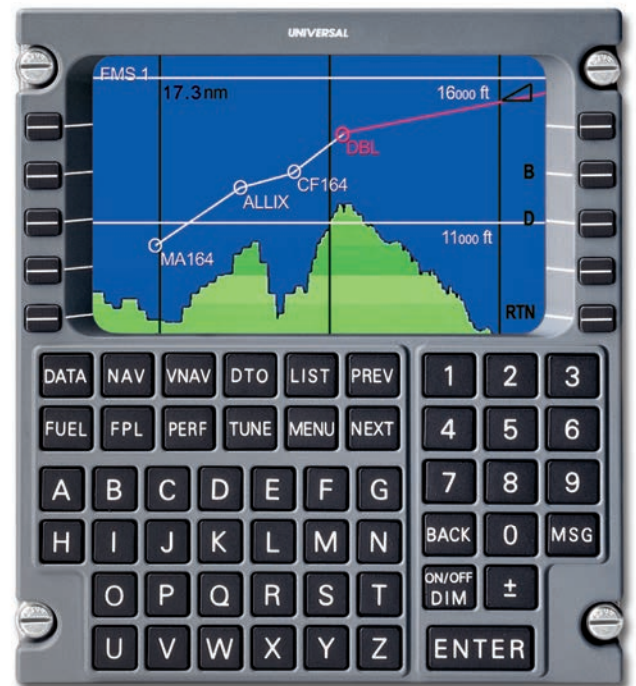 UNIVERSAL
FMS 1
17.3nm
16000 ft
DBL
B
CF164
ALLIX
D
11000 ft
MA164
RTN
DATA NAV VNAV DTO LIST PREV
1 2 3
FUEL FPL PERF TUNE MENU NEXT
4 5 6
A B C D E F G
7 8 9
H I J K L M N
BACK 0 MSG
O P Q R S T
ON/OFF
DIM ±
U V W X Y Z
ENTER